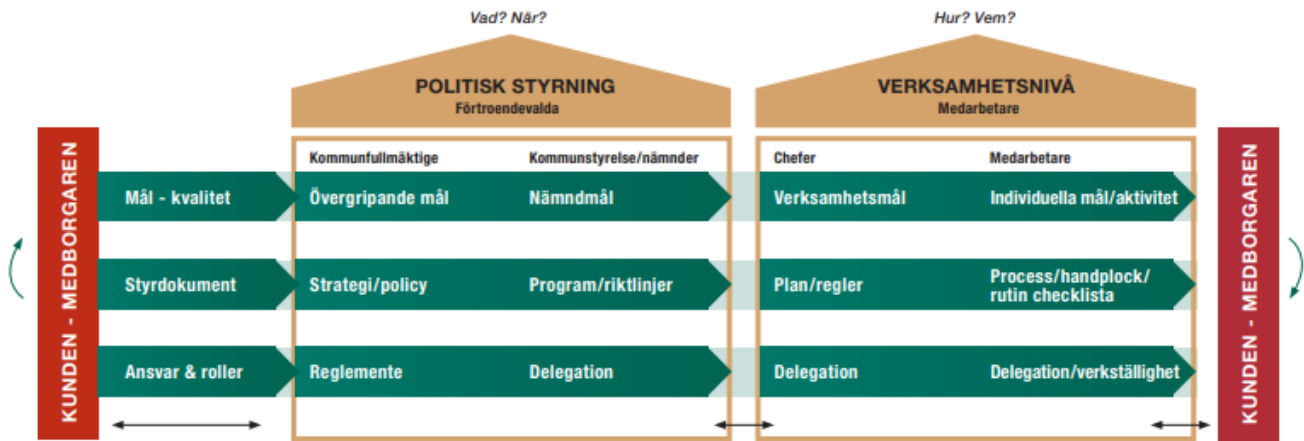 Vad? När?
Hur? Vem?
POLITISK STYRNING
Förtroendevalda
VERKSAMHETSNIVÅ
Medarbetare
KUNDEN - MEDBORGAREN
Kommunfullmäktige
Kommunstyrelse/nämnder
Chefer
Medarbetare
Mål - kvalitet
Övergripande mål
Nämndmål
Verksamhetsmål
Individuella mål/aktivitet
Styrdokument
Strategi/policy
Program/riktlinjer
Plan/regler
Process/handplock/
rutin checklista
Ansvar & roller
Reglemente
Delegation
Delegation
Delegation/verkställighet
KUNDEN - MEDBORGAREN